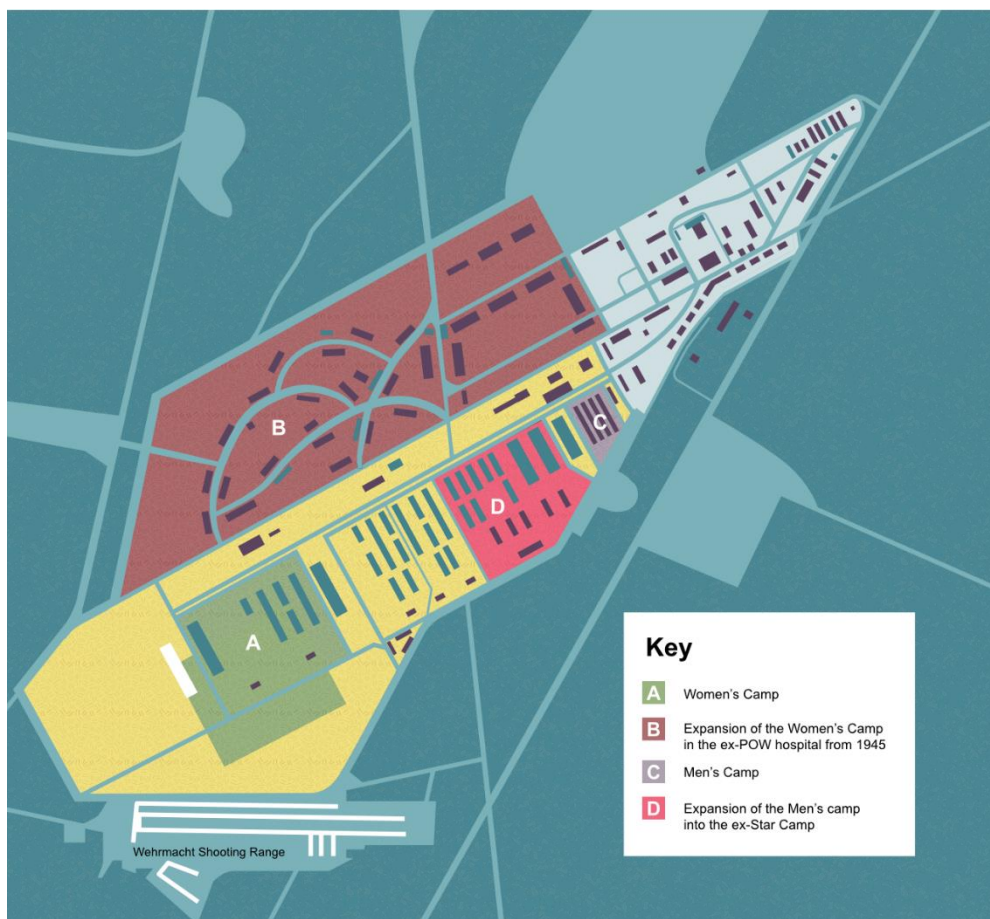 B
C
D
A
Key
A Women's Camp
B Expansion of the Women's Camp
in the ex-POW hospital from 1945
C Men's Camp
D Expansion of the Men's camp
into the ex-Star Camp
Wehrmacht Shooting Range